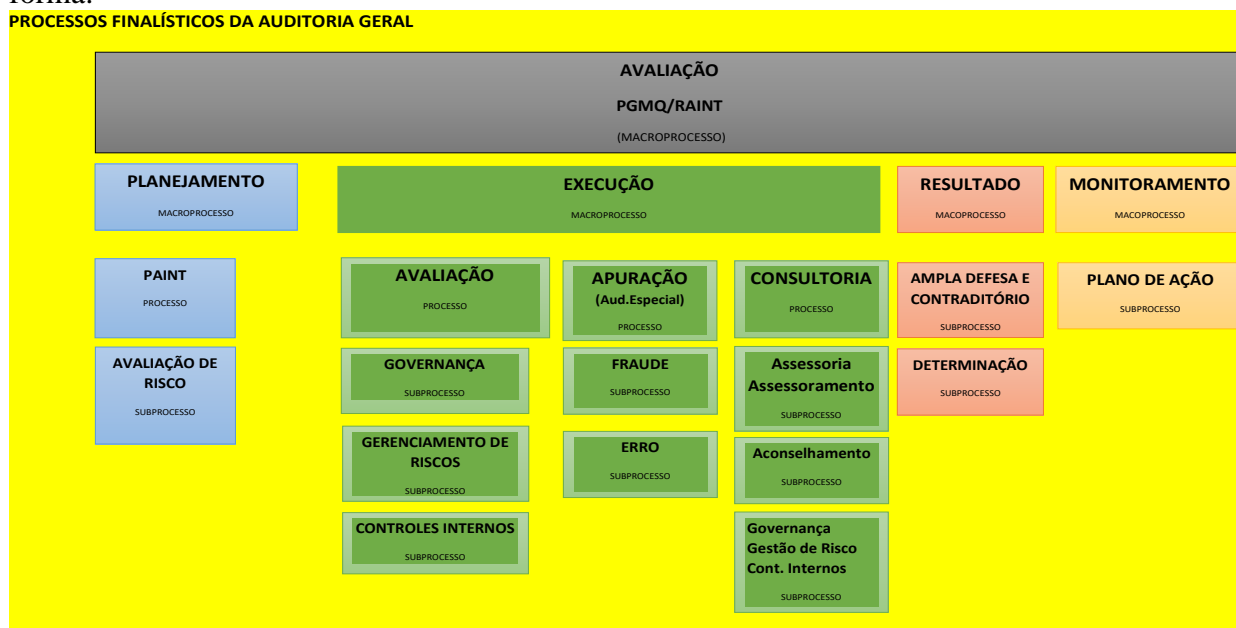 forma:
PROCESSOS FINALÍSTICOS DA AUDITORIA GERAL
AVALIAÇÃO
PGMQ/RAINT
(MACROPROCESSO)
PLANEJAMENTO
MACROPROCESSO
EXECUÇÃO
MACROPROCESSO
RESULTADO
MACOPROCESSO
MONITORAMENTO
MACOPROCESSO
PAINT
PROCESSO
AVALIAÇÃO
PROCESSO
APURAÇÃO
(Aud.Especial)
PROCESSO
CONSULTORIA
PROCESSO
AMPLA DEFESA E
CONTRADITÓRIO
SUBPROCESSO
PLANO DE AÇÃO
SUBPROCESSO
AVALIAÇÃO DE
RISCO
SUBPROCESSO
GOVERNANÇA
SUBPROCESSO
FRAUDE
SUBPROCESSO
Assessoria
Assessoramento
SUBPROCESSO
DETERMINAÇÃO
SUBPROCESSO
GERENCIAMENTO DE
RISCOS
SUBPROCESSO
ERRO
SUBPROCESSO
Aconselhamento
SUBPROCESSO
CONTROLES INTERNOS
SUBPROCESSO
Governança
Gestão de Risco
Cont. Internos
SUBPROCESSO